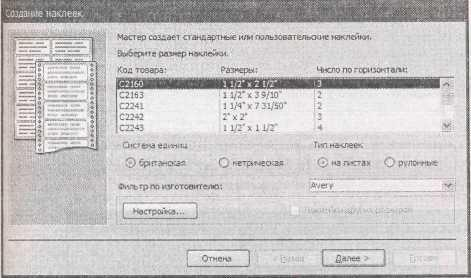 Создание наклеек
Мастер создает стандартные или пользовательские наклейки.
Выберите размер наклейки.
Код товара: Размеры: Число по горизонтали:
C2160 1 1/2" x 2 1/2" 3
C2163 1 1/2" x 3 9/10" 2
C2241 1 1/4" x 7 31/50" 2
C2242 2" x 2" 3
C2243 1 1/2" x 1 1/2" 4
Система единиц Тип наклеек
британская метрическая на листах рулонные
Фильтр по изготовителю: Avery
Настройка...
Отмена < Назад Далее > Готово